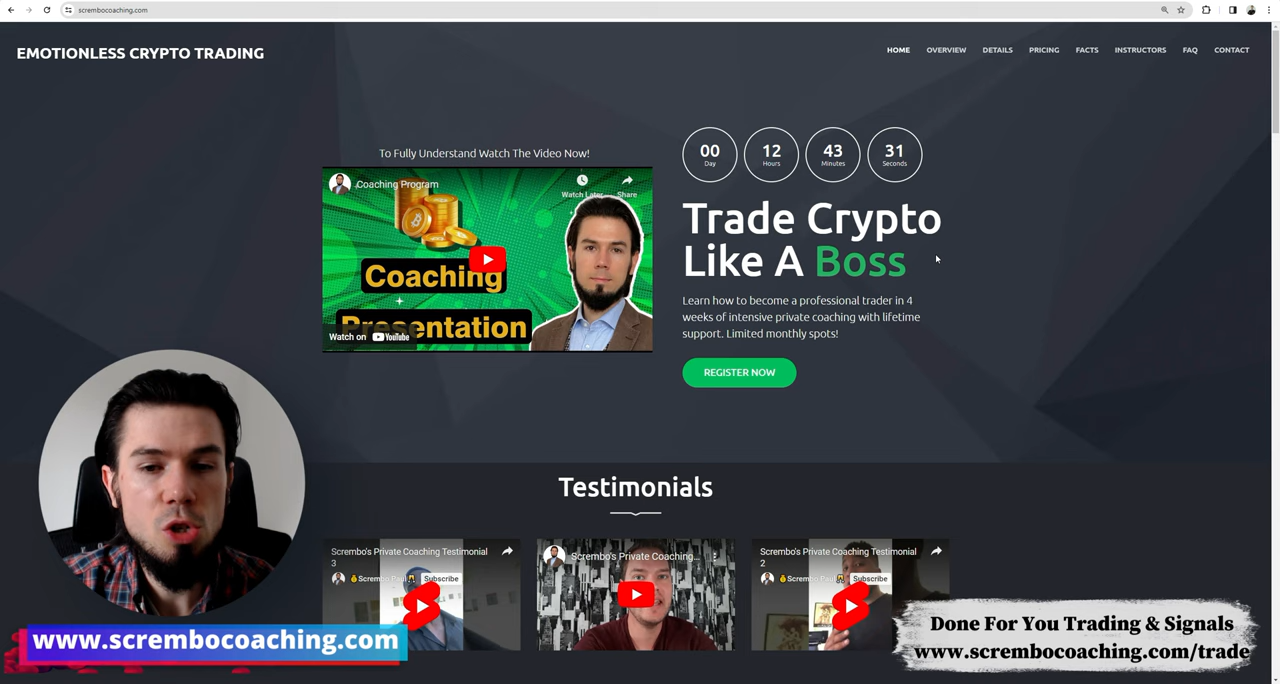 scrembocoaching.com
EMOTIONLESS CRYPTO TRADING
HOME OVERVIEW DETAILS PRICING FACTS INSTRUCTORS FAQ CONTACT
To Fully Understand Watch The Video Now!
Coaching Program
Watch Later
Share
Coaching
Presentation
Watch on YouTube
00 12 43 31
Day Hours Minutes Seconds
Trade Crypto
Like A Boss
Learn how to become a professional trader in 4
weeks of intensive private coaching with lifetime
support. Limited monthly spots!
REGISTER NOW
Testimonials
Scrembo's Private Coaching Testimonial
3
Scrembo Paul
Subscribe
Scrembo's Private Coaching...
Scrembo's Private Coaching Testimonial
2
Scrembo Paul
Subscribe
www.scrembocoaching.com
Done For You Trading & Signals
www.scrembocoaching.com/trade